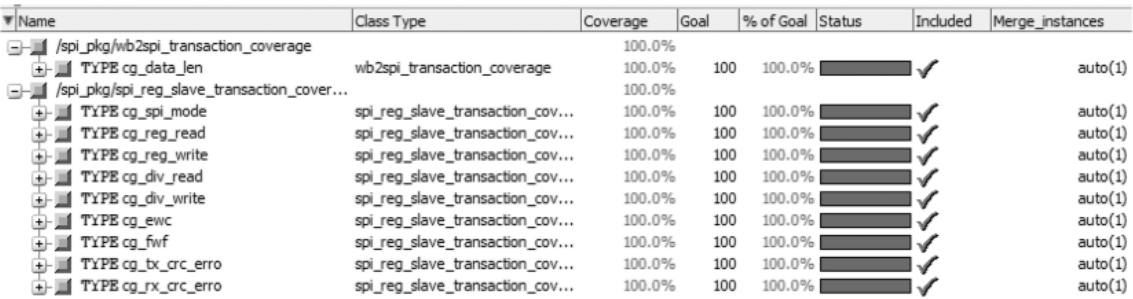 Name Class Type Coverage Goal % of Goal Status Included Merge_instances
/spi_pkg/wb2spi_transaction_coverage 100.0%
TYPE cg_data_len wb2spi_transaction_coverage 100.0% 100 100.0% auto(1)
/spi_pkg/spi_reg_slave_transaction_cover... 100.0%
TYPE cg_spi_mode spi_reg_slave_transaction_cov... 100.0% 100 100.0% auto(1)
TYPE cg_reg_read spi_reg_slave_transaction_cov... 100.0% 100 100.0% auto(1)
TYPE cg_reg_write spi_reg_slave_transaction_cov... 100.0% 100 100.0% auto(1)
TYPE cg_div_read spi_reg_slave_transaction_cov... 100.0% 100 100.0% auto(1)
TYPE cg_div_write spi_reg_slave_transaction_cov... 100.0% 100 100.0% auto(1)
TYPE cg_ewc spi_reg_slave_transaction_cov... 100.0% 100 100.0% auto(1)
TYPE cg_fwf spi_reg_slave_transaction_cov... 100.0% 100 100.0% auto(1)
TYPE cg_tx_crc_erro spi_reg_slave_transaction_cov... 100.0% 100 100.0% auto(1)
TYPE cg_rx_crc_erro spi_reg_slave_transaction_cov... 100.0% 100 100.0% auto(1)